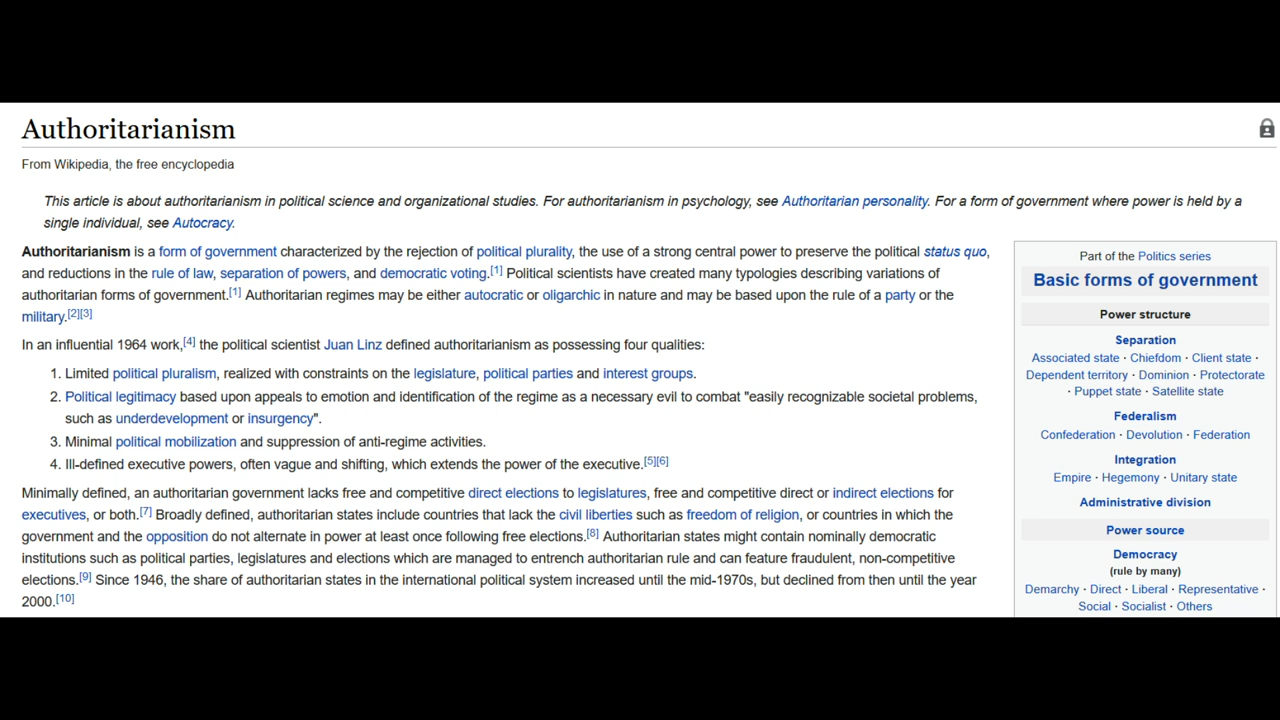 Authoritarianism
From Wikipedia, the free encyclopedia
This article is about authoritarianism in political science and organizational studies. For authoritarianism in psychology, see Authoritarian personality. For a form of government where power is held by a
single individual, see Autocracy.
Authoritarianism is a form of government characterized by the rejection of political plurality, the use of a strong central power to preserve the political status quo,
and reductions in the rule of law, separation of powers, and democratic voting.[1] Political scientists have created many typologies describing variations of
authoritarian forms of government.[1] Authoritarian regimes may be either autocratic or oligarchic in nature and may be based upon the rule of a party or the
military.[2][3]
In an influential 1964 work,[4] the political scientist Juan Linz defined authoritarianism as possessing four qualities:
1. Limited political pluralism, realized with constraints on the legislature, political parties and interest groups.
2. Political legitimacy based upon appeals to emotion and identification of the regime as a necessary evil to combat "easily recognizable societal problems,
such as underdevelopment or insurgency".
3. Minimal political mobilization and suppression of anti-regime activities.
4. Ill-defined executive powers, often vague and shifting, which extends the power of the executive.[5][6]
Minimally defined, an authoritarian government lacks free and competitive direct elections to legislatures, free and competitive direct or indirect elections for
executives, or both.[7] Broadly defined, authoritarian states include countries that lack the civil liberties such as freedom of religion, or countries in which the
government and the opposition do not alternate in power at least once following free elections.[8] Authoritarian states might contain nominally democratic
institutions such as political parties, legislatures and elections which are managed to entrench authoritarian rule and can feature fraudulent, non-competitive
elections.[9] Since 1946, the share of authoritarian states in the international political system increased until the mid-1970s, but declined from then until the year
2000.[10]
Part of the Politics series
Basic forms of government
Power structure
Separation
Associated state · Chiefdom · Client state ·
Dependent territory · Dominion · Protectorate
· Puppet state · Satellite state
Federalism
Confederation · Devolution · Federation
Integration
Empire · Hegemony · Unitary state
Administrative division
Power source
Democracy
(rule by many)
Demarchy · Direct · Liberal · Representative ·
Social · Socialist · Others